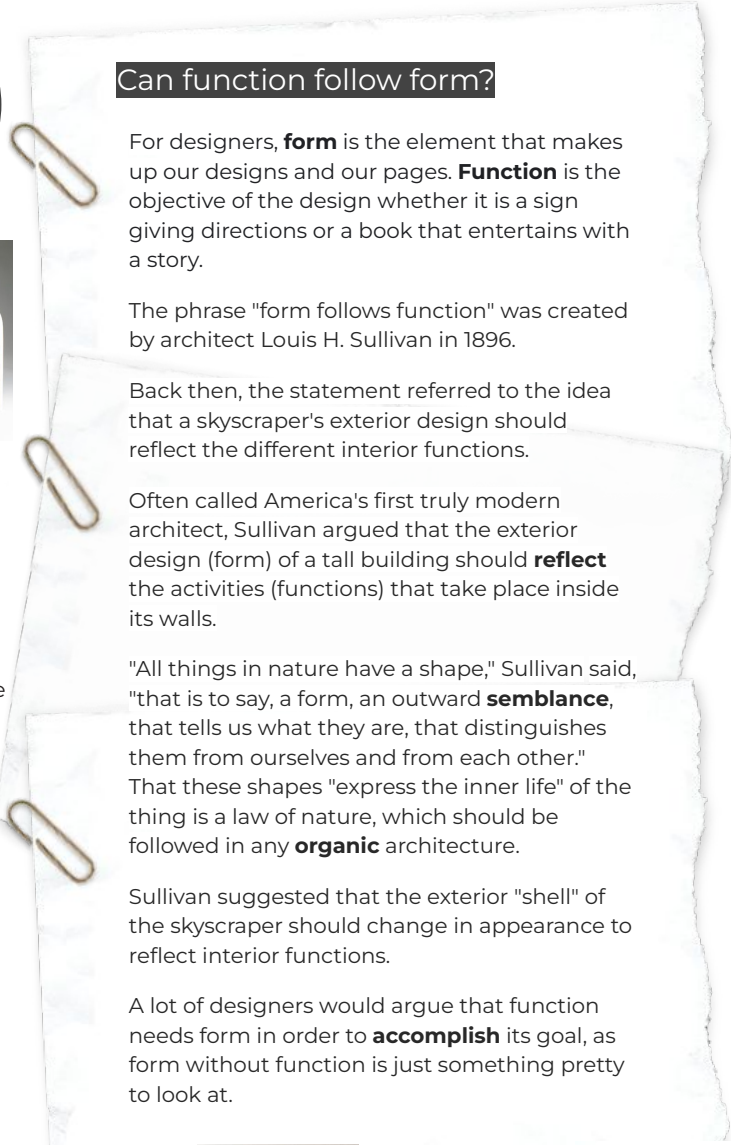 Can function follow form?
For designers, form is the element that makes
up our designs and our pages. Function is the
objective of the design whether it is a sign
giving directions or a book that entertains with
a story.
The phrase "form follows function" was created
by architect Louis H. Sullivan in 1896.
Back then, the statement referred to the idea
that a skyscraper's exterior design should
reflect the different interior functions.
Often called America's first truly modern
architect, Sullivan argued that the exterior
design (form) of a tall building should reflect
the activities (functions) that take place inside
its walls.
"All things in nature have a shape," Sullivan said,
"that is to say, a form, an outward semblance,
that tells us what they are, that distinguishes
them from ourselves and from each other."
That these shapes "express the inner life" of the
thing is a law of nature, which should be
followed in any organic architecture.
Sullivan suggested that the exterior "shell" of
the skyscraper should change in appearance to
reflect interior functions.
A lot of designers would argue that function
needs form in order to accomplish its goal, as
form without function is just something pretty
to look at.